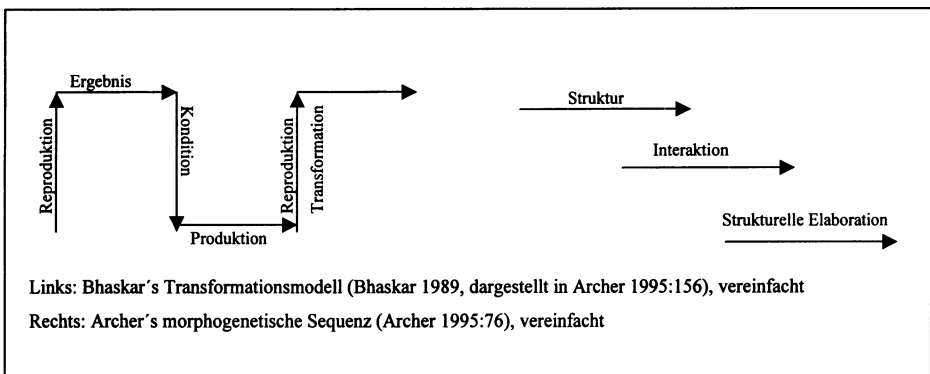 Ergebnis
Reproduktion
Kondition
Produktion
Reproduktion
Transformation
Struktur
Interaktion
Strukturelle Elaboration
Links: Bhaskar´s Transformationsmodell (Bhaskar 1989, dargestellt in Archer 1995:156), vereinfacht
Rechts: Archer´s morphogenetische Sequenz (Archer 1995:76), vereinfacht